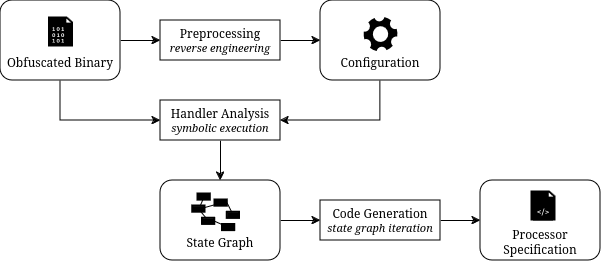 101
010
101
Obfuscated Binary
Preprocessing
reverse engineering
Configuration
Handler Analysis
symbolic execution
State Graph
Code Generation
state graph iteration
</>
Processor
Specification